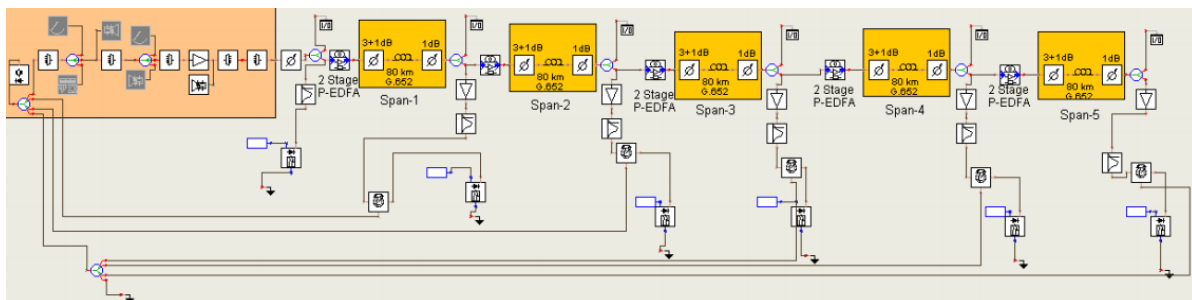 2 Stage
P-EDFA
3+1dB 1dB
80 km
G.652
Span-1
3+1dB 1dB
80 km
G.652
Span-2
2 Stage
P-EDFA
3+1dB 1dB
80 km
G.652
Span-3
2 Stage
P-EDFA
3+1dB 1dB
80 km
G.652
Span-4
2 Stage
P-EDFA
3+1dB 1dB
80 km
G.652
Span-5